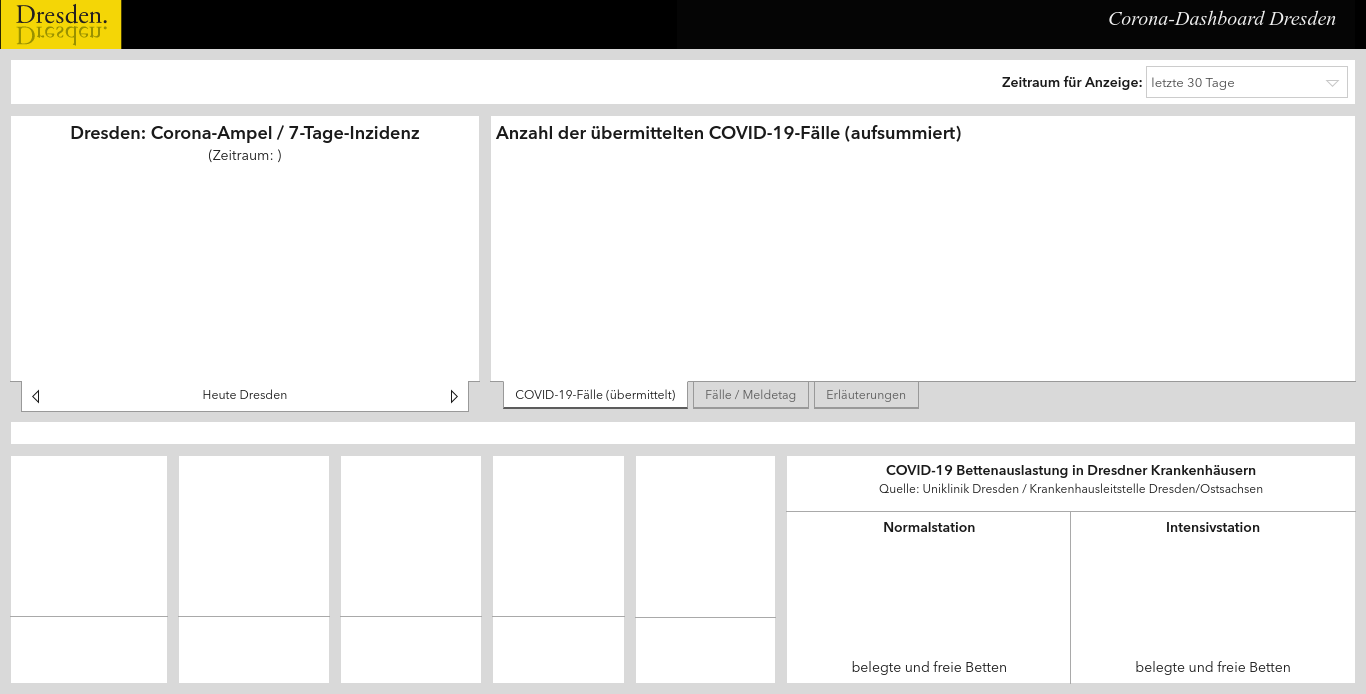 Dresden.
Corona-Dashboard Dresden
Zeitraum für Anzeige: letzte 30 Tage
Dresden: Corona-Ampel / 7-Tage-Inzidenz
(Zeitraum: )
Heute Dresden
Anzahl der übermittelten COVID-19-Fälle (aufsummiert)
COVID-19-Fälle (übermittelt) Fälle / Meldetag Erläuterungen
COVID-19 Bettenauslastung in Dresdner Krankenhäusern
Quelle: Uniklinik Dresden / Krankenhausleitstelle Dresden/Ostsachsen
Normalstation
belegte und freie Betten
Intensivstation
belegte und freie Betten